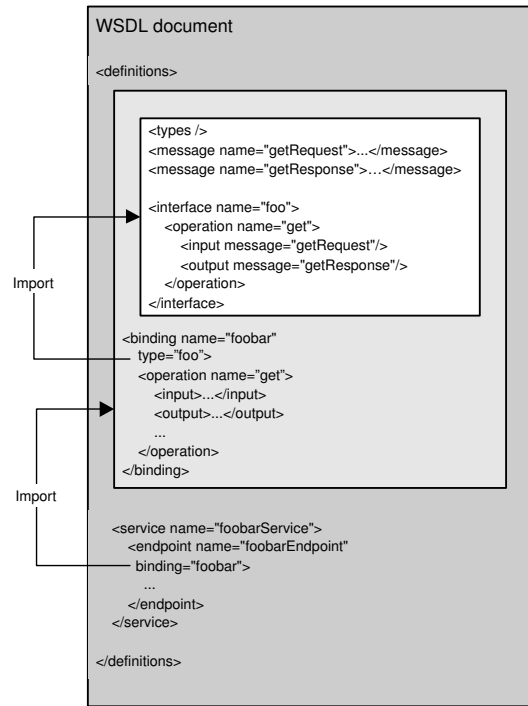 WSDL document
<definitions>
<types />
<message name="getRequest">...</message>
<message name="getResponse">…</message>
<interface name="foo">
<operation name="get">
<input message="getRequest"/>
<output message="getResponse"/>
</operation>
</interface>
Import
<binding name="foobar"
type=”foo”>
<operation name=”get”>
<input>...</input>
<output>...</output>
...
</operation>
</binding>
Import
<service name="foobarService">
<endpoint name="foobarEndpoint"
binding="foobar">
...
</endpoint>
</service>
</definitions>